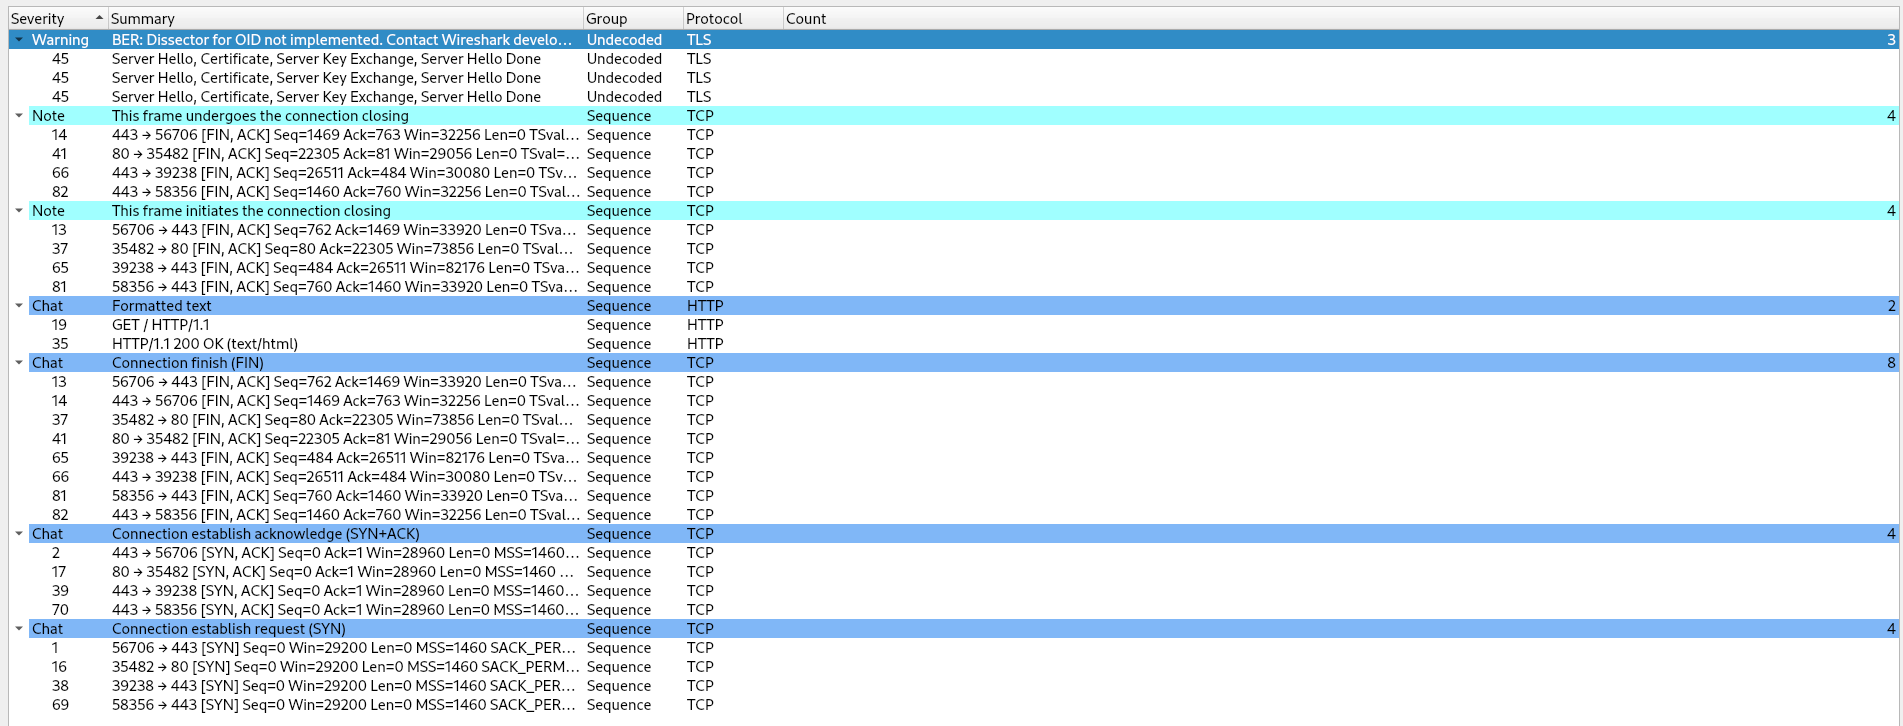 Severity Summary Group Protocol Count
Warning BER: Dissector for OID not implemented. Contact Wireshark develo… Undecoded TLS 3
45 Server Hello, Certificate, Server Key Exchange, Server Hello Done Undecoded TLS
45 Server Hello, Certificate, Server Key Exchange, Server Hello Done Undecoded TLS
45 Server Hello, Certificate, Server Key Exchange, Server Hello Done Undecoded TLS
Note This frame undergoes the connection closing Sequence TCP 4
14 443 → 56706 [FIN, ACK] Seq=1469 Ack=763 Win=32256 Len=0 TSval… Sequence TCP
41 80 → 35482 [FIN, ACK] Seq=22305 Ack=81 Win=29056 Len=0 TSval=… Sequence TCP
66 443 → 39238 [FIN, ACK] Seq=26511 Ack=484 Win=30080 Len=0 TSv… Sequence TCP
82 443 → 58356 [FIN, ACK] Seq=1460 Ack=760 Win=32256 Len=0 TSval… Sequence TCP
Note This frame initiates the connection closing Sequence TCP 4
13 56706 → 443 [FIN, ACK] Seq=762 Ack=1469 Win=33920 Len=0 TSva… Sequence TCP
37 35482 → 80 [FIN, ACK] Seq=80 Ack=22305 Win=73856 Len=0 TSval… Sequence TCP
65 39238 → 443 [FIN, ACK] Seq=484 Ack=26511 Win=82176 Len=0 TSva… Sequence TCP
81 58356 → 443 [FIN, ACK] Seq=760 Ack=1460 Win=33920 Len=0 TSva… Sequence TCP
Chat Formatted text Sequence HTTP 2
19 GET / HTTP/1.1 Sequence HTTP
35 HTTP/1.1 200 OK (text/html) Sequence HTTP
Chat Connection finish (FIN) Sequence TCP 8
13 56706 → 443 [FIN, ACK] Seq=762 Ack=1469 Win=33920 Len=0 TSva… Sequence TCP
14 443 → 56706 [FIN, ACK] Seq=1469 Ack=763 Win=32256 Len=0 TSval… Sequence TCP
37 35482 → 80 [FIN, ACK] Seq=80 Ack=22305 Win=73856 Len=0 TSval… Sequence TCP
41 80 → 35482 [FIN, ACK] Seq=22305 Ack=81 Win=29056 Len=0 TSval=… Sequence TCP
65 39238 → 443 [FIN, ACK] Seq=484 Ack=26511 Win=82176 Len=0 TSva… Sequence TCP
66 443 → 39238 [FIN, ACK] Seq=26511 Ack=484 Win=30080 Len=0 TSv… Sequence TCP
81 58356 → 443 [FIN, ACK] Seq=760 Ack=1460 Win=33920 Len=0 TSva… Sequence TCP
82 443 → 58356 [FIN, ACK] Seq=1460 Ack=760 Win=32256 Len=0 TSval… Sequence TCP
Chat Connection establish acknowledge (SYN+ACK) Sequence TCP 4
2 443 → 56706 [SYN, ACK] Seq=0 Ack=1 Win=28960 Len=0 MSS=1460… Sequence TCP
17 80 → 35482 [SYN, ACK] Seq=0 Ack=1 Win=28960 Len=0 MSS=1460 … Sequence TCP
39 443 → 39238 [SYN, ACK] Seq=0 Ack=1 Win=28960 Len=0 MSS=1460… Sequence TCP
70 443 → 58356 [SYN, ACK] Seq=0 Ack=1 Win=28960 Len=0 MSS=1460… Sequence TCP
Chat Connection establish request (SYN) Sequence TCP 4
1 56706 → 443 [SYN] Seq=0 Win=29200 Len=0 MSS=1460 SACK_PER… Sequence TCP
16 35482 → 80 [SYN] Seq=0 Win=29200 Len=0 MSS=1460 SACK_PERM… Sequence TCP
38 39238 → 443 [SYN] Seq=0 Win=29200 Len=0 MSS=1460 SACK_PER… Sequence TCP
69 58356 → 443 [SYN] Seq=0 Win=29200 Len=0 MSS=1460 SACK_PER… Sequence TCP